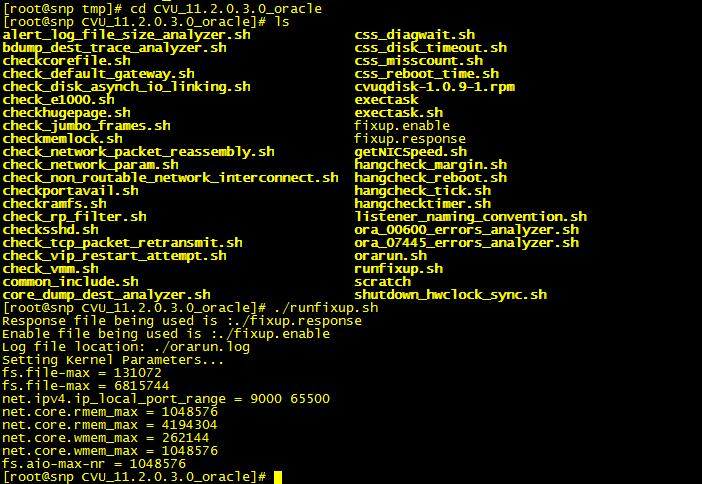 [root@snp tmp]# cd CVU_11.2.0.3.0_oracle
[root@snp CVU_11.2.0.3.0_oracle]# ls
alert_log_file_size_analyzer.sh css_diagwait.sh
bdump_dest_trace_analyzer.sh css_disk_timeout.sh
checkcorefile.sh css_misscount.sh
check_default_gateway.sh css_reboot_time.sh
check_disk_asynch_io_linking.sh cvuqdisk-1.0.9-1.rpm
check_e1000.sh exectask
checkhugepage.sh exectask.sh
check_jumbo_frames.sh fixup.enable
checkmemlock.sh fixup.response
check_network_packet_reassembly.sh getNICSpeed.sh
check_network_param.sh hangcheck_margin.sh
check_non_routable_network_interconnect.sh hangcheck_reboot.sh
checkportavail.sh hangcheck_tick.sh
checkramfs.sh hangchecktimer.sh
check_rp_filter.sh listener_naming_convention.sh
checksshd.sh ora_00600_errors_analyzer.sh
check_tcp_packet_retransmit.sh ora_07445_errors_analyzer.sh
check_vip_restart_attempt.sh orarun.sh
check_vmm.sh runfixup.sh
common_include.sh scratch
core_dump_dest_analyzer.sh shutdown_hwclock_sync.sh
[root@snp CVU_11.2.0.3.0_oracle]# ./runfixup.sh
Response file being used is :./fixup.response
Enable file being used is :./fixup.enable
Log file location: ./orarun.log
Setting Kernel Parameters...
fs.file-max = 131072
fs.file-max = 6815744
net.ipv4.ip_local_port_range = 9000 65500
net.core.rmem_max = 1048576
net.core.rmem_max = 4194304
net.core.wmem_max = 262144
net.core.wmem_max = 1048576
fs.aio-max-nr = 1048576
[root@snp CVU_11.2.0.3.0_oracle]#